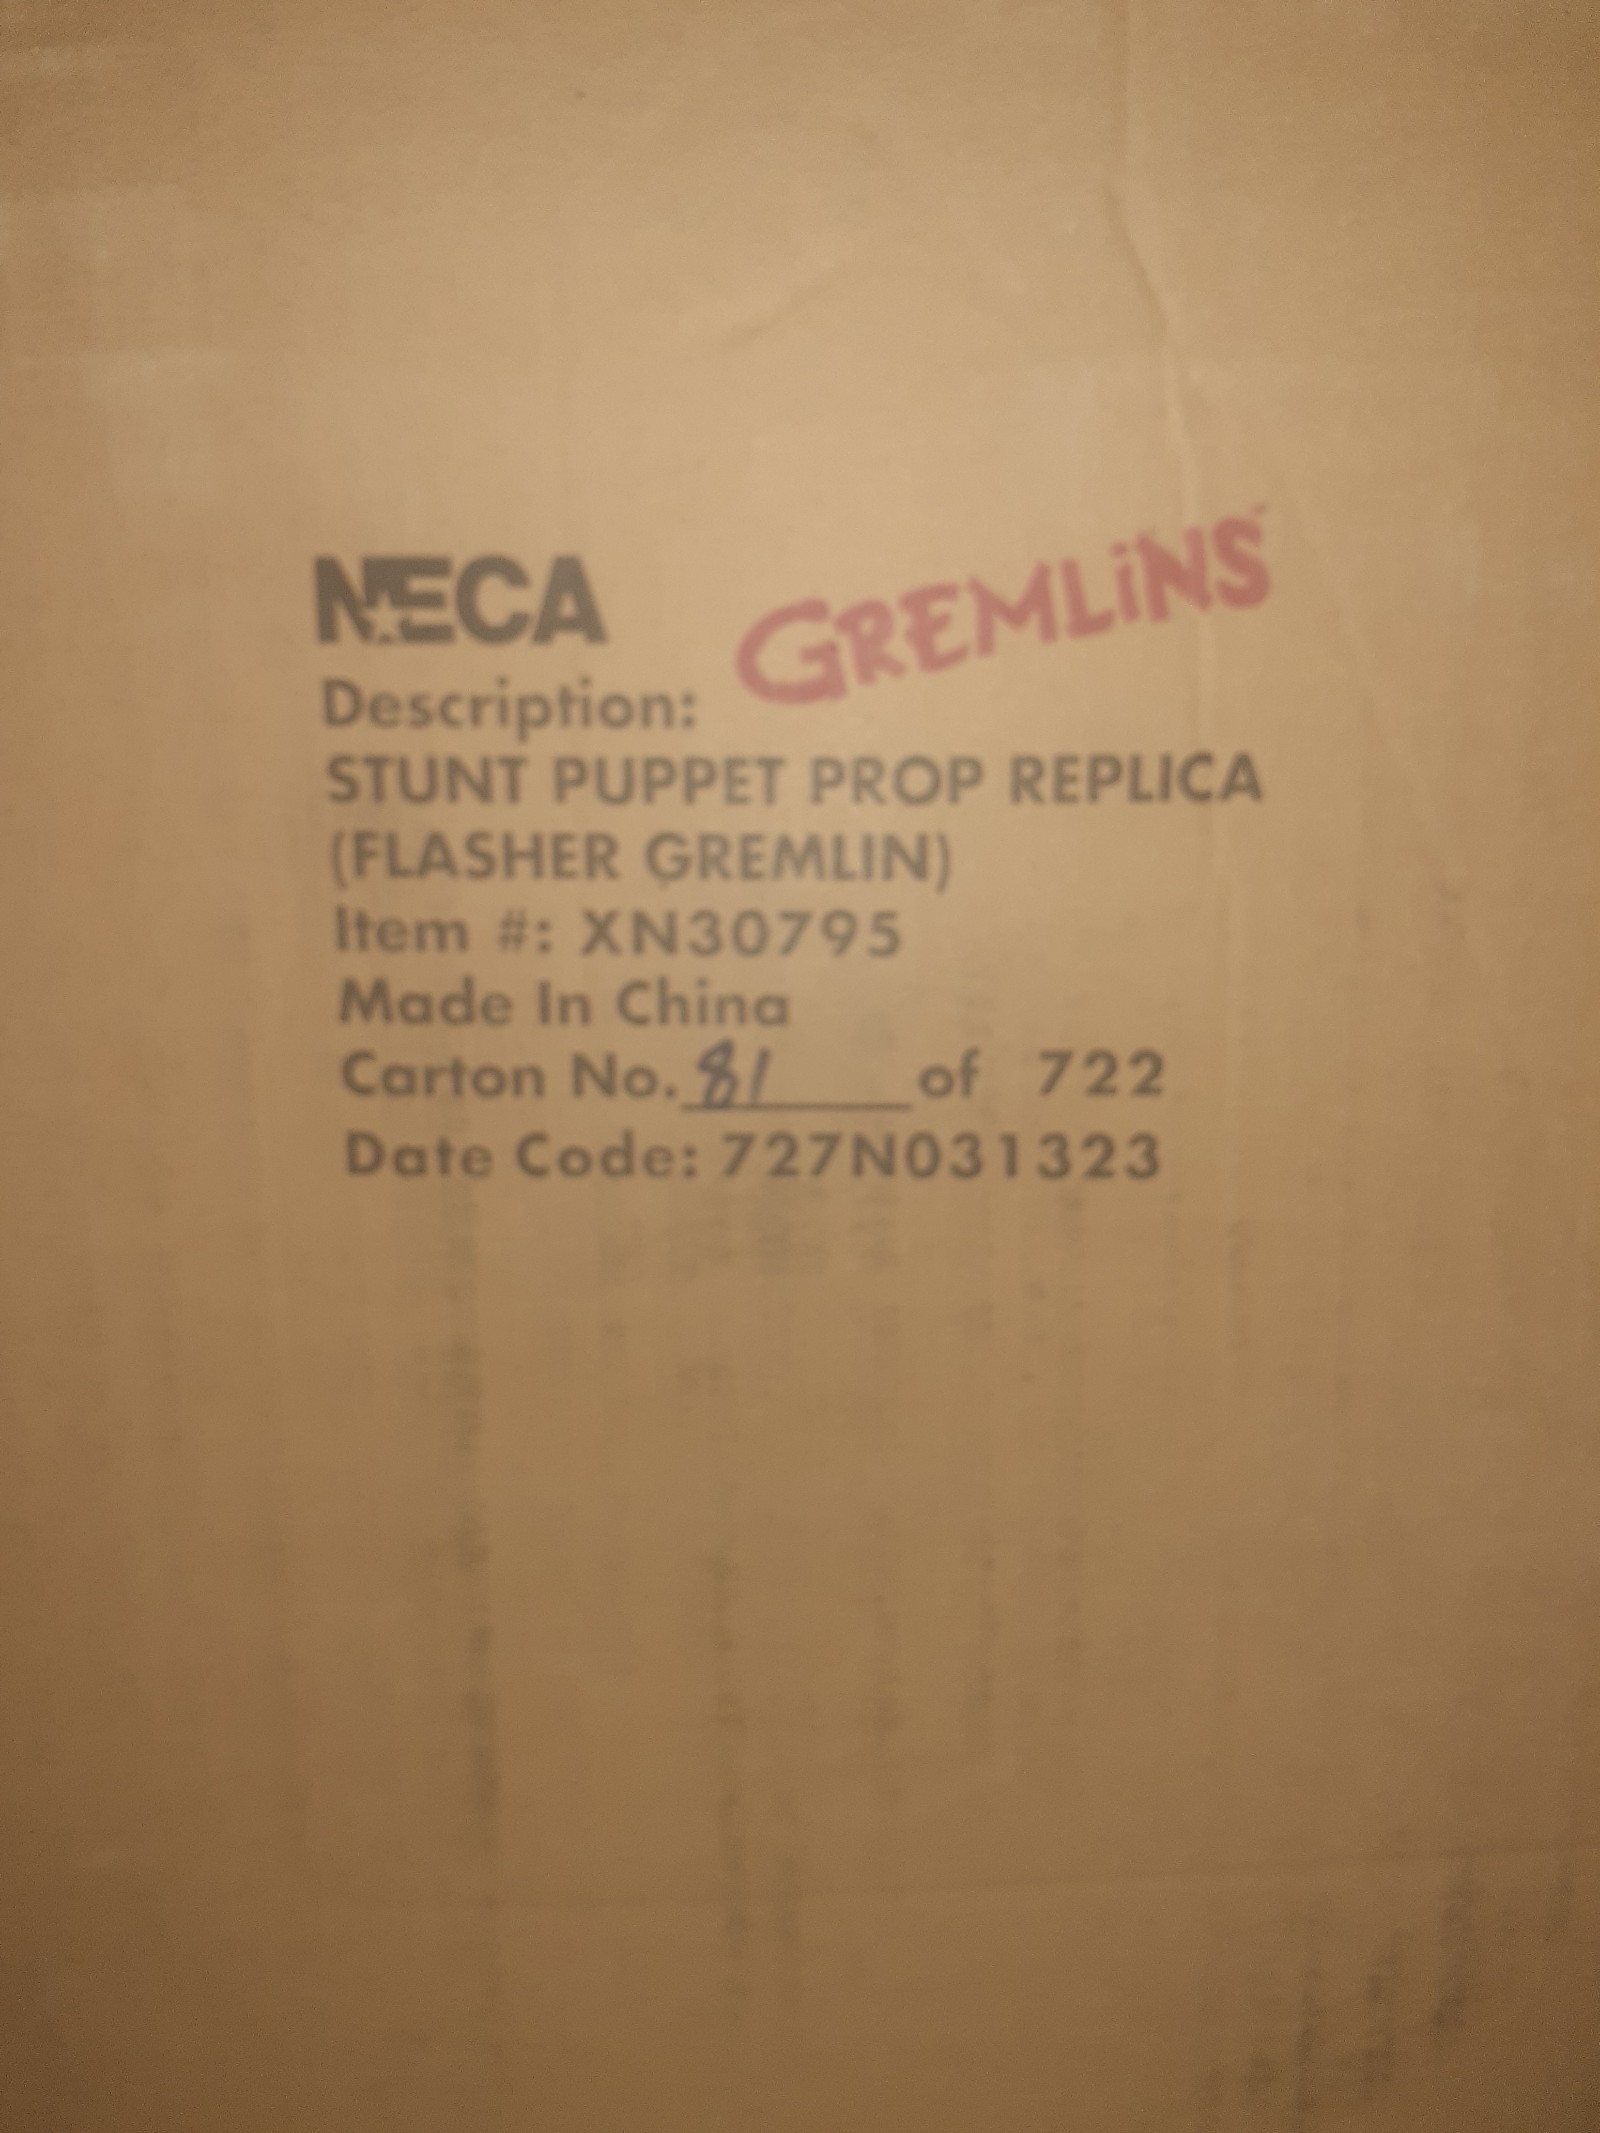 NECA
GREMLiNS
Description:
STUNT PUPPET PROP REPLICA
(FLASHER GREMLIN)
Item #: XN30795
Made In China
Carton No. 81 of 722
Date Code: 727N031323